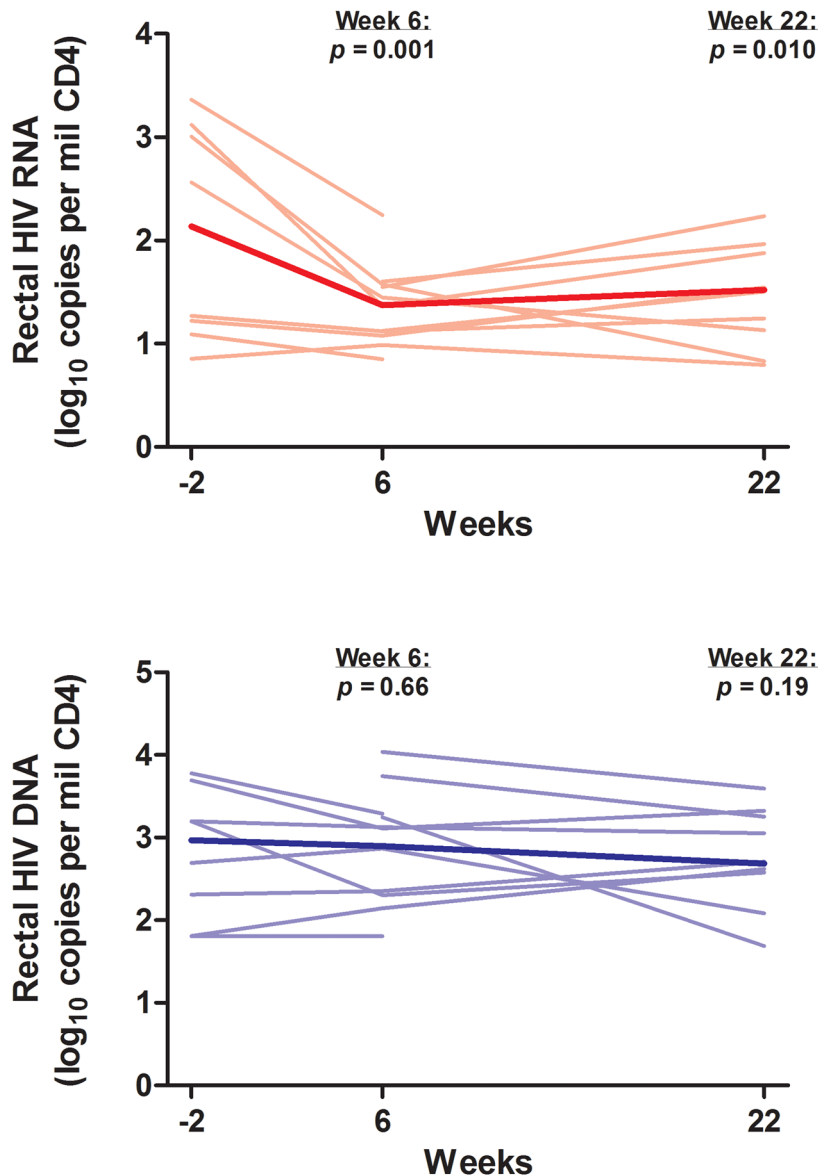 Week 6:
p = 0.001
Week 22:
p = 0.010
Rectal HIV RNA
(log10 copies per mil CD4)
4
3
2
1
0
-2
6
22
Weeks
Week 6:
p = 0.66
Week 22:
p = 0.19
Rectal HIV DNA
(log10 copies per mil CD4)
5
4
3
2
1
0
-2
6
22
Weeks